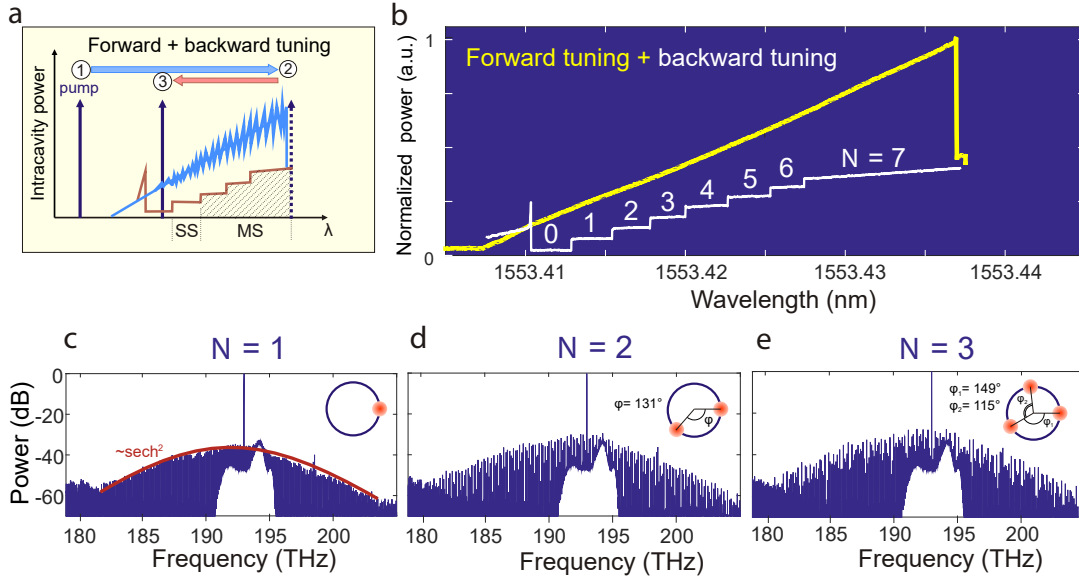 a
Forward + backward tuning
1
2
3
pump
Intracavity power
SS
MS
λ
b
Normalized power (a.u.)
1
0
Forward tuning + backward tuning
0
1
2
3
4
5
6
N = 7
1553.41
1553.42
1553.43
1553.44
Wavelength (nm)
c
N = 1
Power (dB)
0
-20
-40
-60
~sech²
180
185
190
195
200
Frequency (THz)
d
N = 2
φ= 131°
φ
180
185
190
195
200
Frequency (THz)
e
N = 3
φ₁= 149°
φ₂= 115°
φ₂
φ₁
180
185
190
195
200
Frequency (THz)